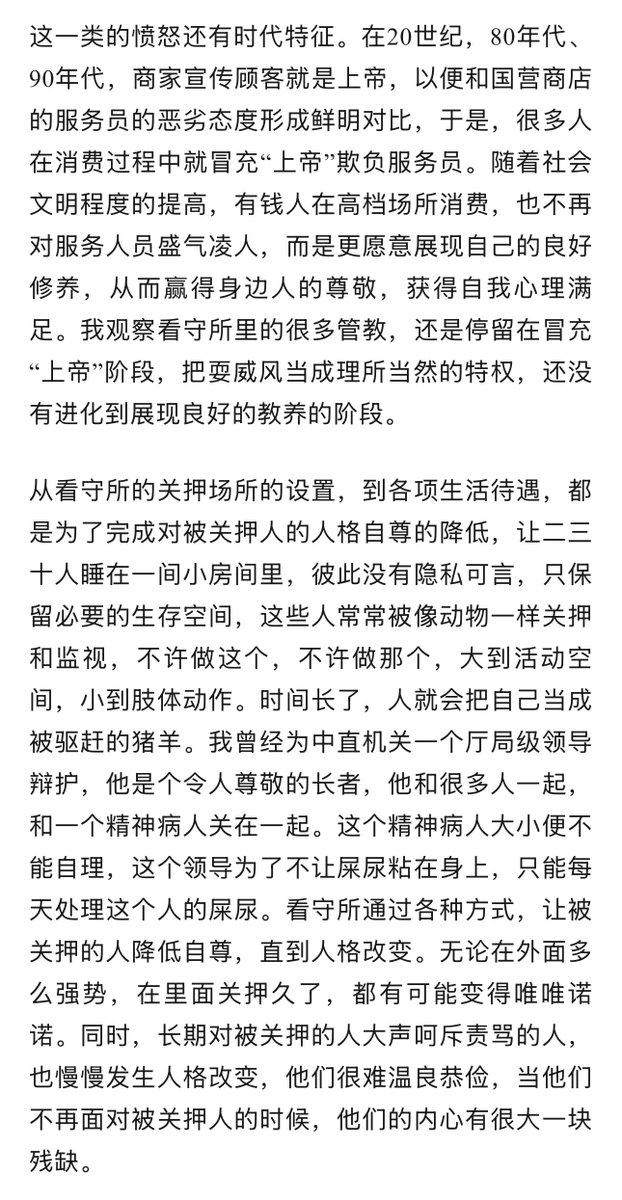 这一类的愤怒还有时代特征。在20世纪，80年代、
90年代，商家宣传顾客就是上帝，以便和国营商店
的服务员的恶劣态度形成鲜明对比，于是，很多人
在消费过程中就冒充“上帝”欺负服务员。随着社会
文明程度的提高，有钱人在高档场所消费，也不再
对服务人员盛气凌人，而是更愿意展现自己的良好
修养，从而赢得身边人的尊敬，获得自我心理满
足。我观察看守所里的很多管教，还是停留在冒充
“上帝”阶段，把耍威风当成理所当然的特权，还没
有进化到展现良好的教养的阶段。
从看守所的关押场所的设置，到各项生活待遇，都
是为了完成对被关押人的人格自尊的降低，让二三
十人睡在一间小房间里，彼此没有隐私可言，只保
留必要的生存空间，这些人常常被像动物一样关押
和监视，不许做这个，不许做那个，大到活动空
间，小到肢体动作。时间长了，人就会把自己当成
被驱赶的猪羊。我曾经为中直机关一个厅局级领导
辩护，他是个令人尊敬的长者，他和很多人一起，
和一个精神病人关在一起。这个精神病人大小便不
能自理，这个领导为了不让屎尿粘在身上，只能每
天处理这个人的屎尿。看守所通过各种方式，让被
关押的人降低自尊，直到人格改变。无论在外面多
么强势，在里面关押久了，都有可能变得唯唯诺
诺。同时，长期对被关押的人大声呵斥责骂的人，
也慢慢发生人格改变，他们很难温良恭俭，当他们
不再面对被关押人的时候，他们的内心有很大一块
残缺。